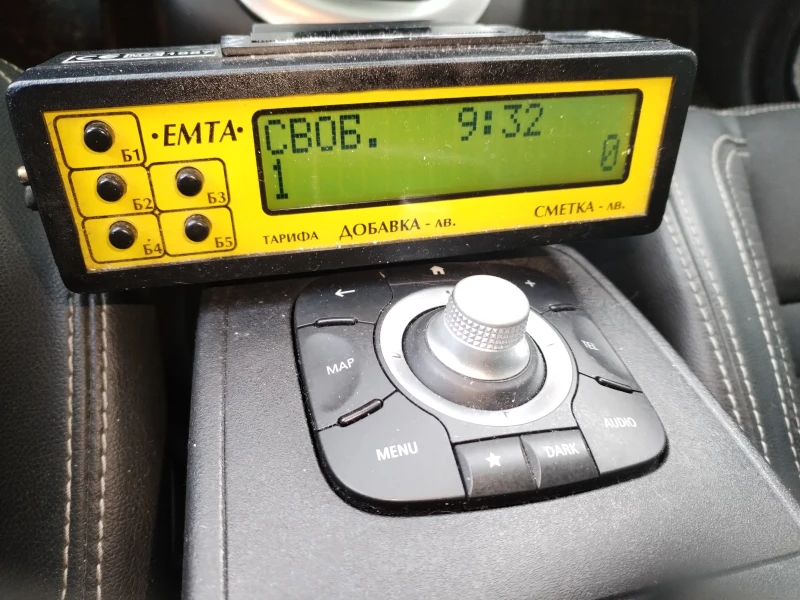 ·EMTA·
Б1
Б2
Б3
Б4
Б5
СВОБ. 9:32
1 0
ТАРИФА ДОБАВКА - лв. СМЕТКА - лв.
MAP
TEL
MENU
AUDIO
DARK